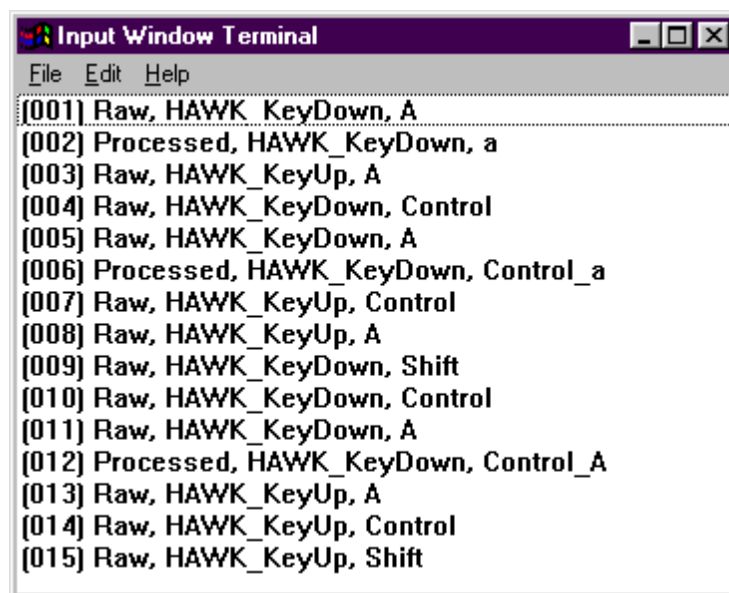 Input Window Terminal
File Edit Help
(001) Raw, HAWK_KeyDown, A
(002) Processed, HAWK_KeyDown, a
(003) Raw, HAWK_KeyUp, A
(004) Raw, HAWK_KeyDown, Control
(005) Raw, HAWK_KeyDown, A
(006) Processed, HAWK_KeyDown, Control_a
(007) Raw, HAWK_KeyUp, Control
(008) Raw, HAWK_KeyUp, A
(009) Raw, HAWK_KeyDown, Shift
(010) Raw, HAWK_KeyDown, Control
(011) Raw, HAWK_KeyDown, A
(012) Processed, HAWK_KeyDown, Control_A
(013) Raw, HAWK_KeyUp, A
(014) Raw, HAWK_KeyUp, Control
(015) Raw, HAWK_KeyUp, Shift